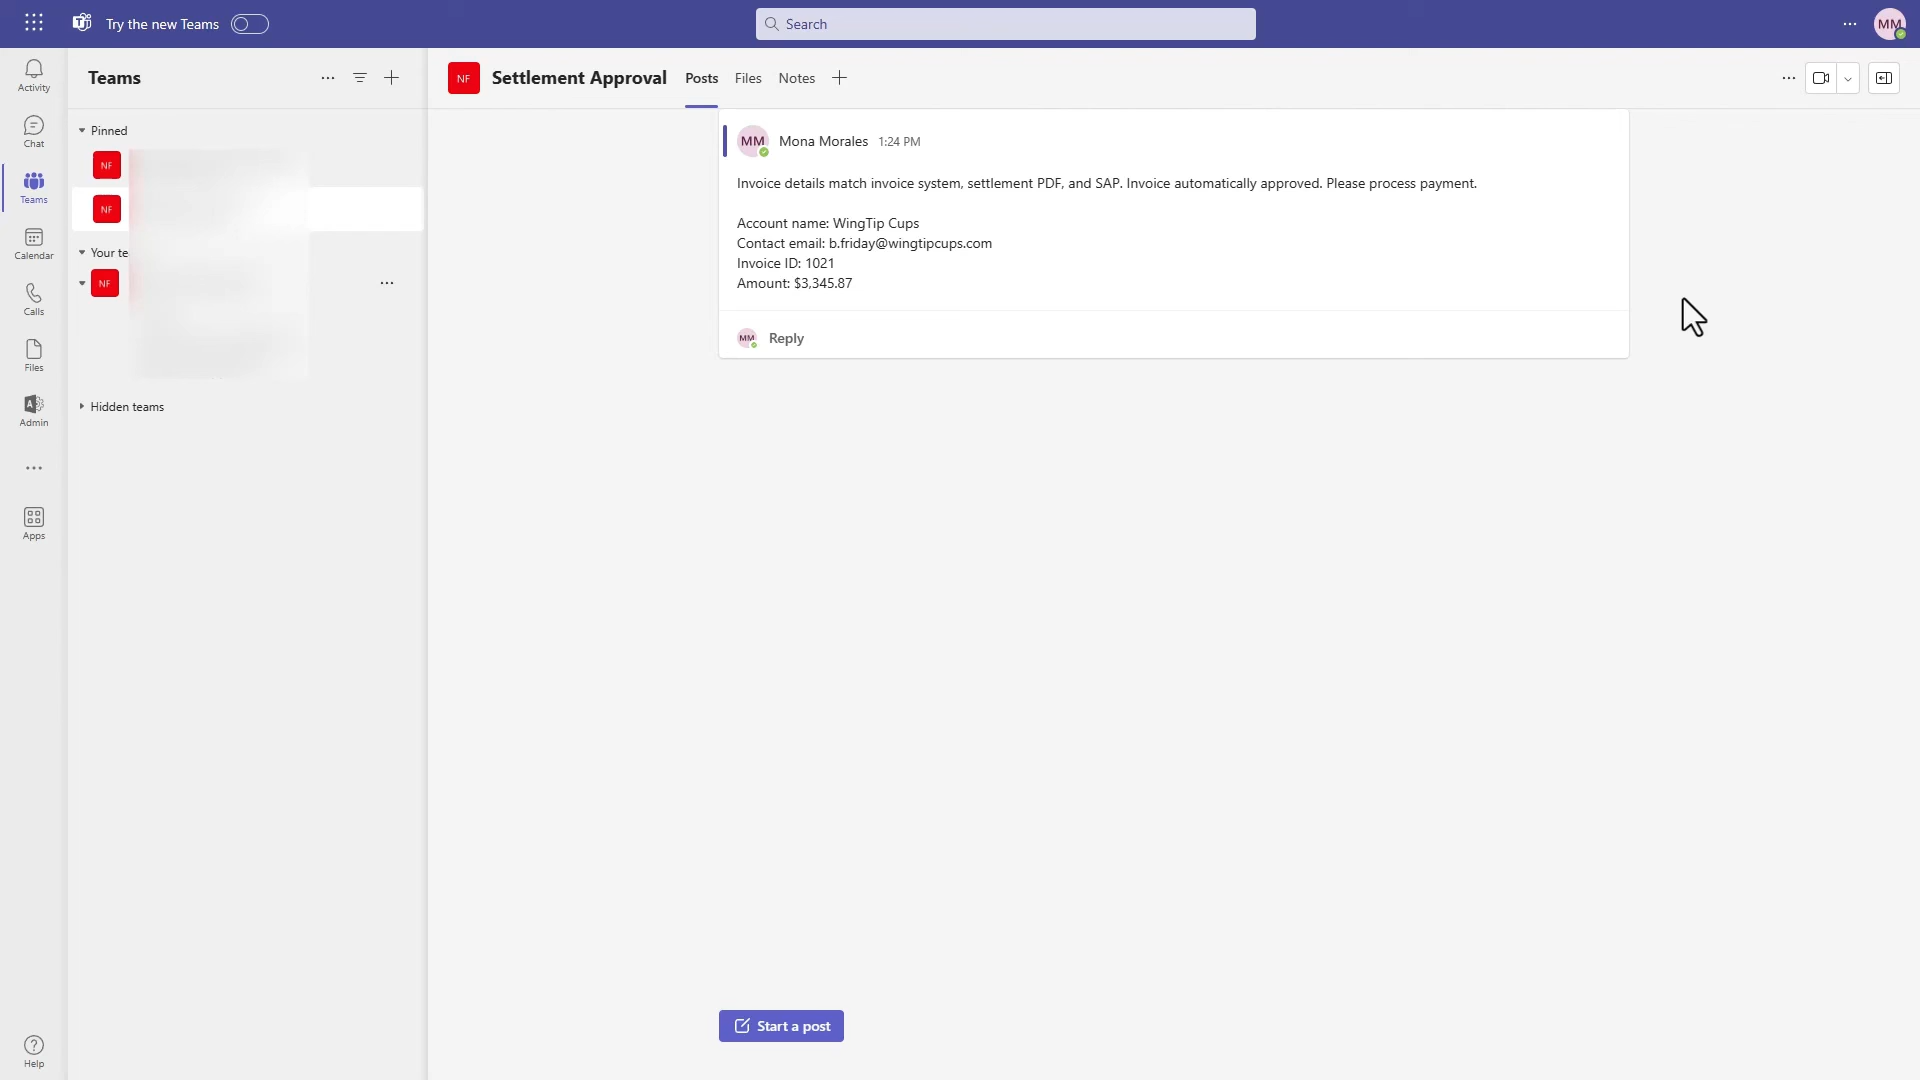 Try the new Teams
Search
MM
Activity
Chat
Teams
Calendar
Calls
Files
Admin
Apps
Help
Teams
Pinned
NF
NF
Your te
NF
Hidden teams
NF Settlement Approval Posts Files Notes
MM Mona Morales 1:24 PM
Invoice details match invoice system, settlement PDF, and SAP. Invoice automatically approved. Please process payment.
Account name: WingTip Cups
Contact email: b.friday@wingtipcups.com
Invoice ID: 1021
Amount: $3,345.87
MM Reply
Start a post